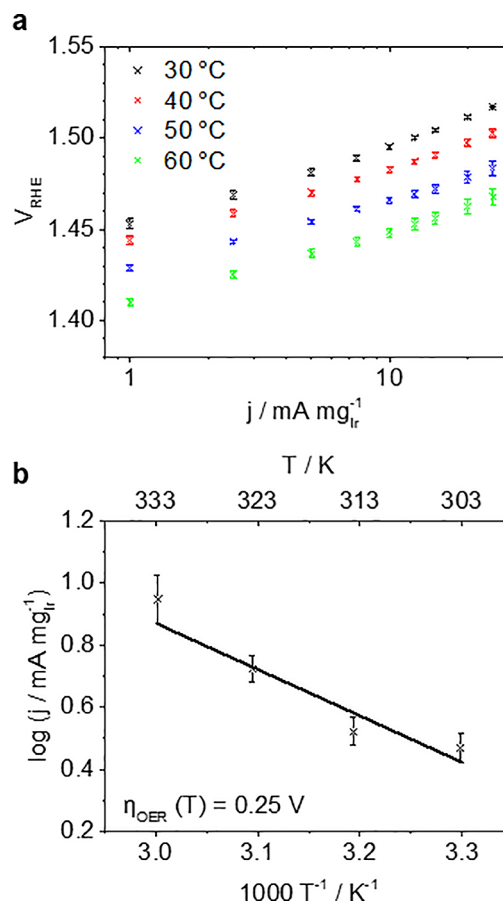 a
1.55
1.50
1.45
1.40
V_RHE
30 °C
40 °C
50 °C
60 °C
1
10
j / mA mg_Ir^-1
b
T / K
333
323
313
303
1.2
1.0
0.8
0.6
0.4
0.2
log (j / mA mg_Ir^-1)
η_OER (T) = 0.25 V
3.0
3.1
3.2
3.3
1000 T^-1 / K^-1